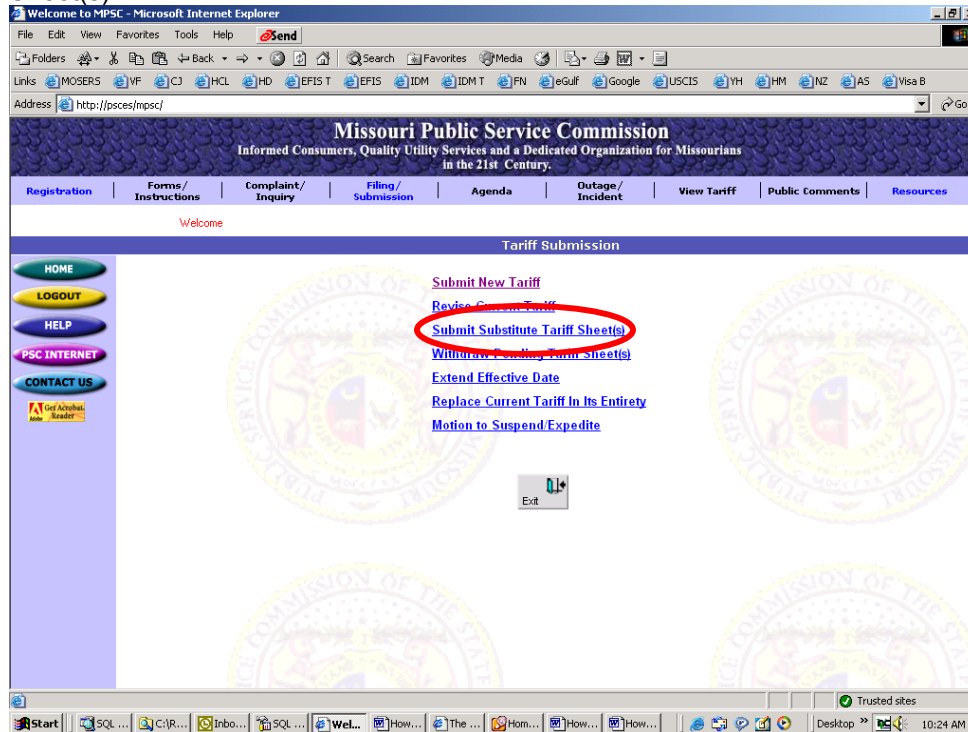 Welcome to MPSC - Microsoft Internet Explorer
File Edit View Favorites Tools Help Send
Folders Back Search Favorites Media
Links MOSERS VF CJ HCL HD EFIS T EFIS IDM IDM T FN eGulf Google USCIS YH HM NZ AS Visa B
Address http://psces/mpsc/ Go
Missouri Public Service Commission
Informed Consumers, Quality Utility Services and a Dedicated Organization for Missourians
in the 21st Century.
Registration | Forms/ Instructions | Complaint/ Inquiry | Filing/ Submission | Agenda | Outage/ Incident | View Tariff | Public Comments | Resources
Welcome
Tariff Submission
HOME
LOGOUT
HELP
PSC INTERNET
CONTACT US
Get Acrobat Reader
Adobe
Submit New Tariff
Revise Current Tariff
Submit Substitute Tariff Sheet(s)
Withdraw Pending Tariff Sheet(s)
Extend Effective Date
Replace Current Tariff In Its Entirety
Motion to Suspend/Expedite
Exit
Trusted sites
Start SQL ... C:\R... Inbo... SQL ... Wel... How... The ... Hom... How... How... Desktop » 10:24 AM